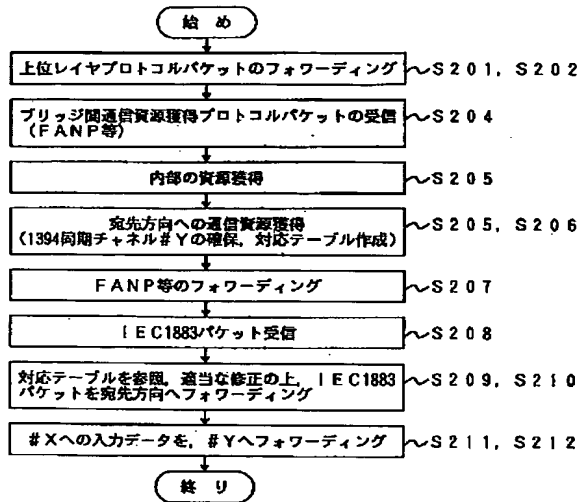 始め
上位レイヤプロトコルパケットのフォワーディング S201, S202
ブリッジ間通信資源獲得プロトコルパケットの受信
(FANP等) S204
内部の資源獲得 S205
宛先方向への通信資源獲得
(1394同期チャネル#Yの確保, 対応テーブル作成) S205, S206
FANP等のフォワーディング S207
IEC1883パケット受信 S208
対応テーブルを参照, 適当な修正の上, IEC1883
パケットを宛先方向へフォワーディング S209, S210
#Xへの入力データを, #Yへフォワーディング S211, S212
終り